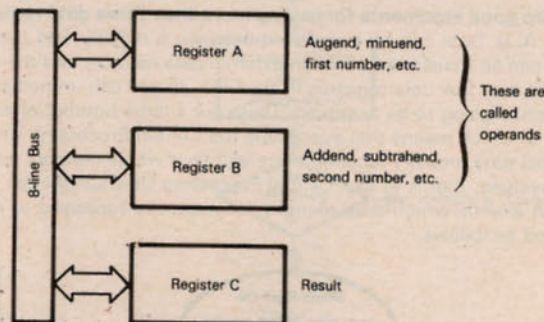 8-line Bus
Register A
Augend, minuend,
first number, etc.
Register B
Addend, subtrahend,
second number, etc.
These are
called
operands
Register C
Result